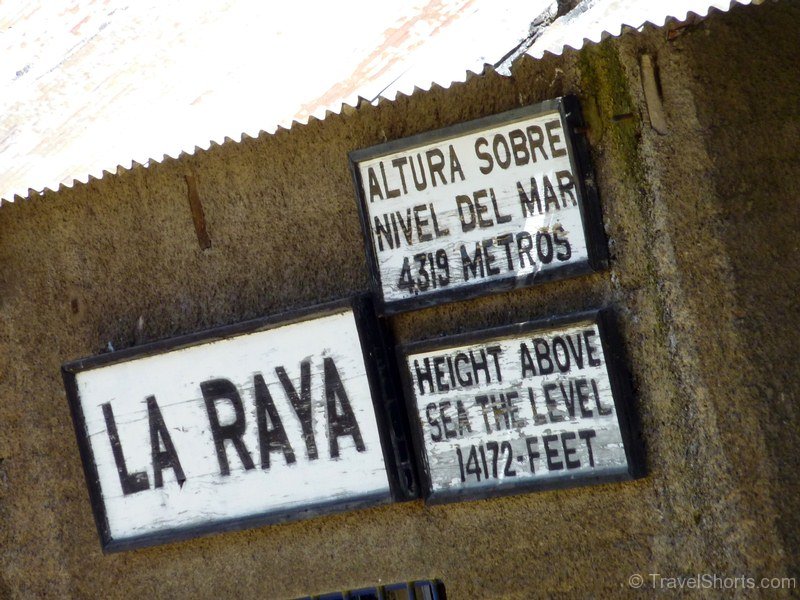 ALTURA SOBRE
NIVEL DEL MAR
4319 METROS
LA RAYA
HEIGHT ABOVE
SEA THE LEVEL
14172-FEET
© TravelShorts.com